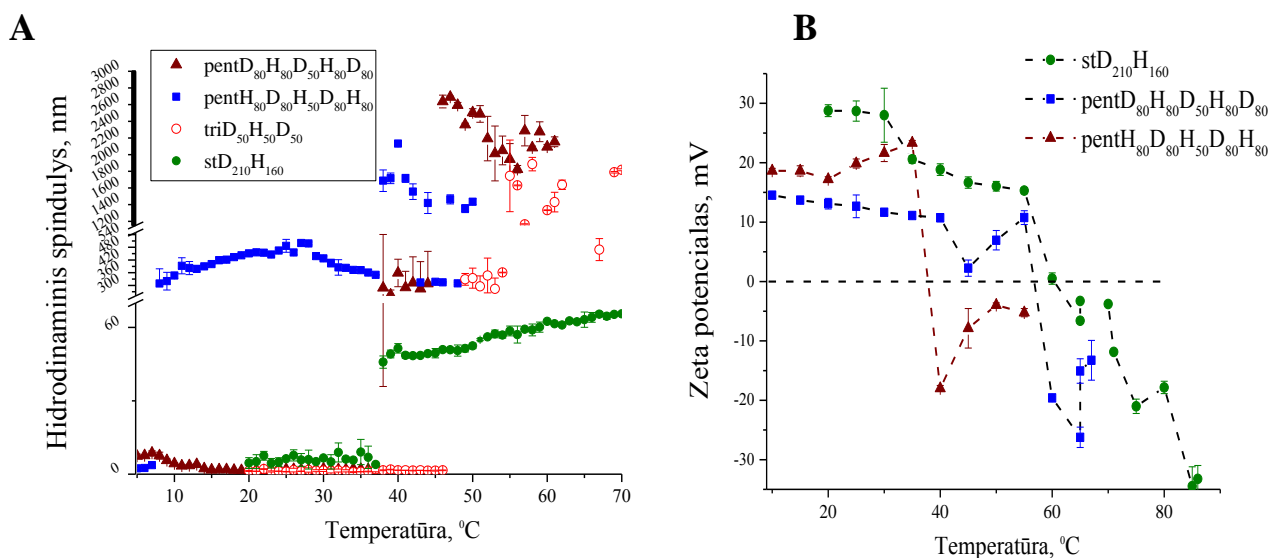 A
pentD80H80D50H80D80
pentH80D80H50D80H80
triD50H50D50
stD210H160
3000
2800
2600
2400
2200
2000
1800
1600
1400
1200
540
480
420
360
300
60
0
10 20 30 40 50 60 70
Hidrodinaminis spindulys, nm
Temperatūra, ⁰C
B
stD210H160
pentD80H80D50H80D80
pentH80D80H50D80H80
30
20
10
0
-10
-20
-30
20 40 60 80
Zeta potencialas, mV
Temperatūra, ⁰C